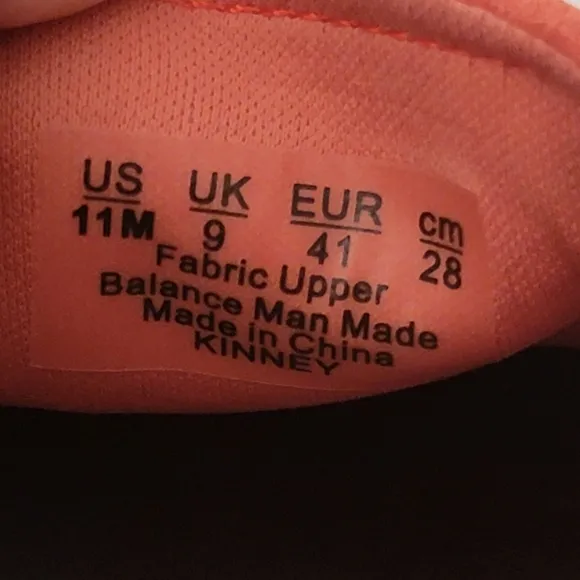 US UK EUR cm
11M 9 41 28
Fabric Upper
Balance Man Made
Made in China
KINNEY